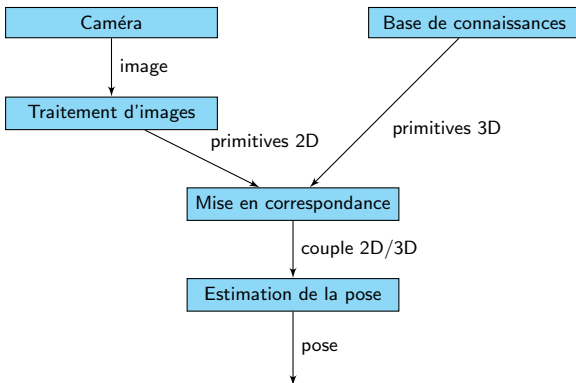 Caméra
Base de connaissances
image
Traitement d'images
primitives 2D
primitives 3D
Mise en correspondance
couple 2D/3D
Estimation de la pose
pose